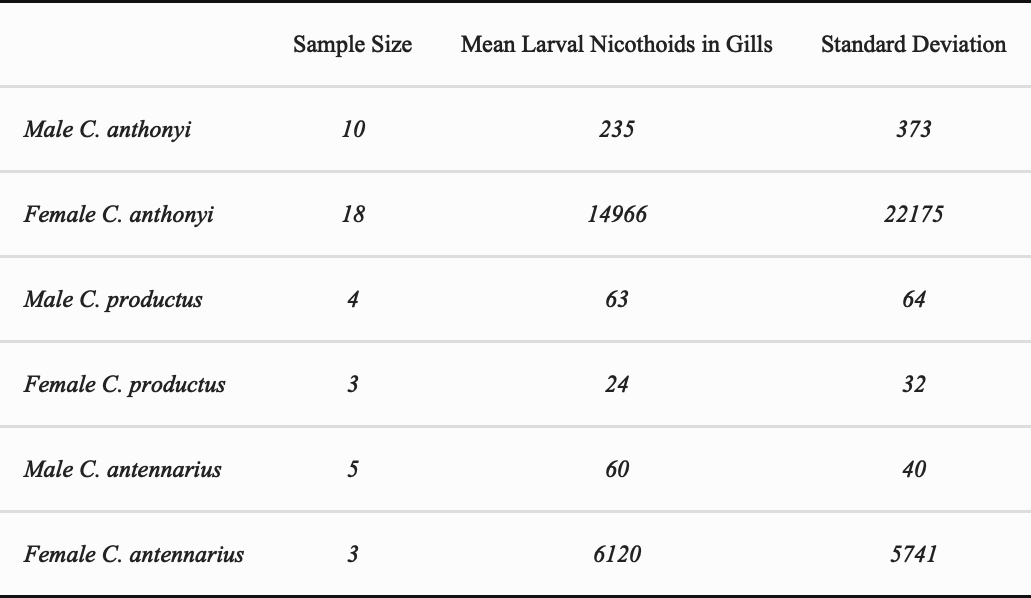 Sample Size Mean Larval Nicothoids in Gills Standard Deviation
Male C. anthonyi 10 235 373
Female C. anthonyi 18 14966 22175
Male C. productus 4 63 64
Female C. productus 3 24 32
Male C. antennarius 5 60 40
Female C. antennarius 3 6120 5741